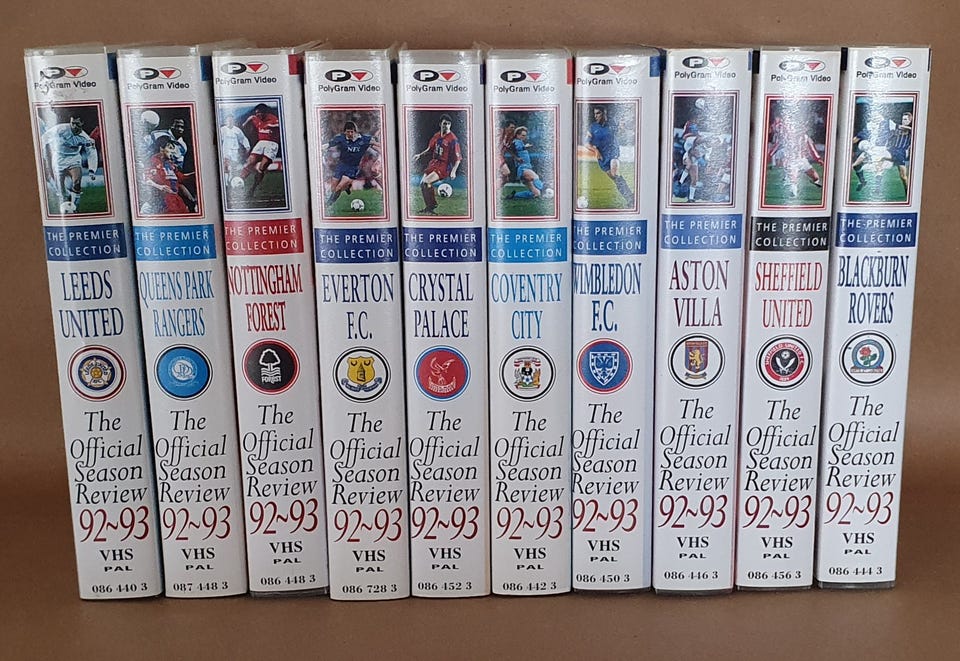 PolyGram Video
THE PREMIER
COLLECTION
LEEDS
UNITED
The
Official
Season
Review
92~93
VHS
PAL
086 440 3
PolyGram Video
THE PREMIER
COLLECTION
QUEENS PARK
RANGERS
The
Official
Season
Review
92~93
VHS
PAL
087 448 3
PolyGram Video
THE PREMIER
COLLECTION
NOTTINGHAM
FOREST
FOREST
The
Official
Season
Review
92~93
VHS
PAL
086 448 3
PolyGram Video
THE PREMIER
COLLECTION
EVERTON
F.C.
The
Official
Season
Review
92~93
VHS
PAL
086 728 3
PolyGram Video
THE PREMIER
COLLECTION
CRYSTAL
PALACE
The
Official
Season
Review
92~93
VHS
PAL
086 452 3
PolyGram Video
THE PREMIER
COLLECTION
COVENTRY
CITY
The
Official
Season
Review
92~93
VHS
PAL
086 442 3
PolyGram Video
THE PREMIER
COLLECTION
WIMBLEDON
F.C.
The
Official
Season
Review
92~93
VHS
PAL
086 450 3
PolyGram Video
THE PREMIER
COLLECTION
ASTON
VILLA
The
Official
Season
Review
92~93
VHS
PAL
086 446 3
PolyGram Video
THE PREMIER
COLLECTION
SHEFFIELD
UNITED
The
Official
Season
Review
92~93
VHS
PAL
086 456 3
PolyGram Video
THE PREMIER
COLLECTION
BLACKBURN
ROVERS
The
Official
Season
Review
92~93
VHS
PAL
086 444 3